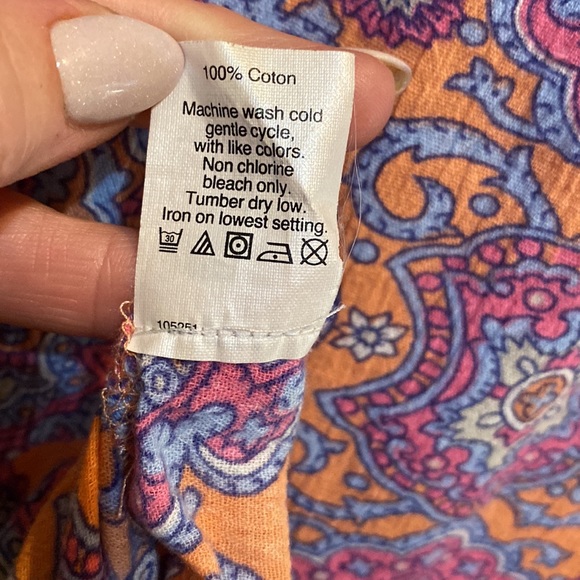 100% Coton
Machine wash cold
gentle cycle,
with like colors.
Non chlorine
bleach only.
Tumber dry low.
Iron on lowest setting.
30
105251